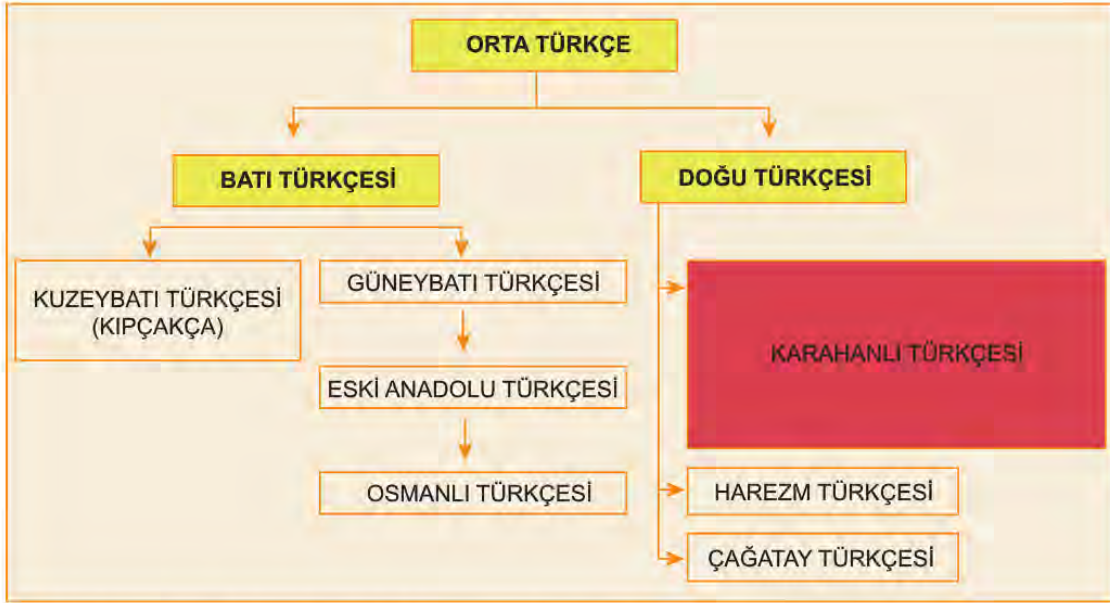 ORTA TÜRKÇE
BATI TÜRKÇESİ
DOĞU TÜRKÇESİ
KUZEYBATI TÜRKÇESİ
(KIPÇAKÇA)
GÜNEYBATI TÜRKÇESİ
ESKİ ANADOLU TÜRKÇESİ
OSMANLI TÜRKÇESİ
KARAHANLI TÜRKÇESİ
HAREZM TÜRKÇESİ
ÇAĞATAY TÜRKÇESİ